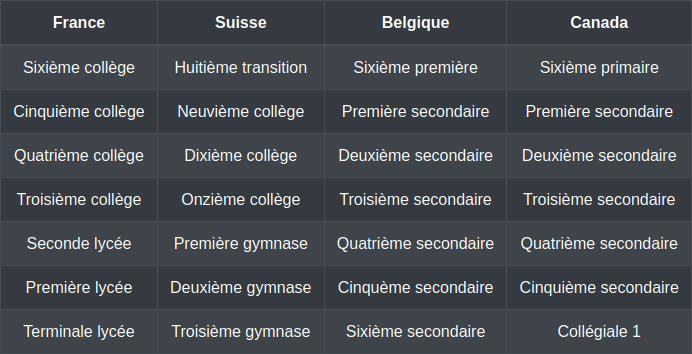 France Suisse Belgique Canada
Sixième collège Huitième transition Sixième première Sixième primaire
Cinquième collège Neuvième collège Première secondaire Première secondaire
Quatrième collège Dixième collège Deuxième secondaire Deuxième secondaire
Troisième collège Onzième collège Troisième secondaire Troisième secondaire
Seconde lycée Première gymnase Quatrième secondaire Quatrième secondaire
Première lycée Deuxième gymnase Cinquème secondaire Cinquième secondaire
Terminale lycée Troisième gymnase Sixième secondaire Collégiale 1